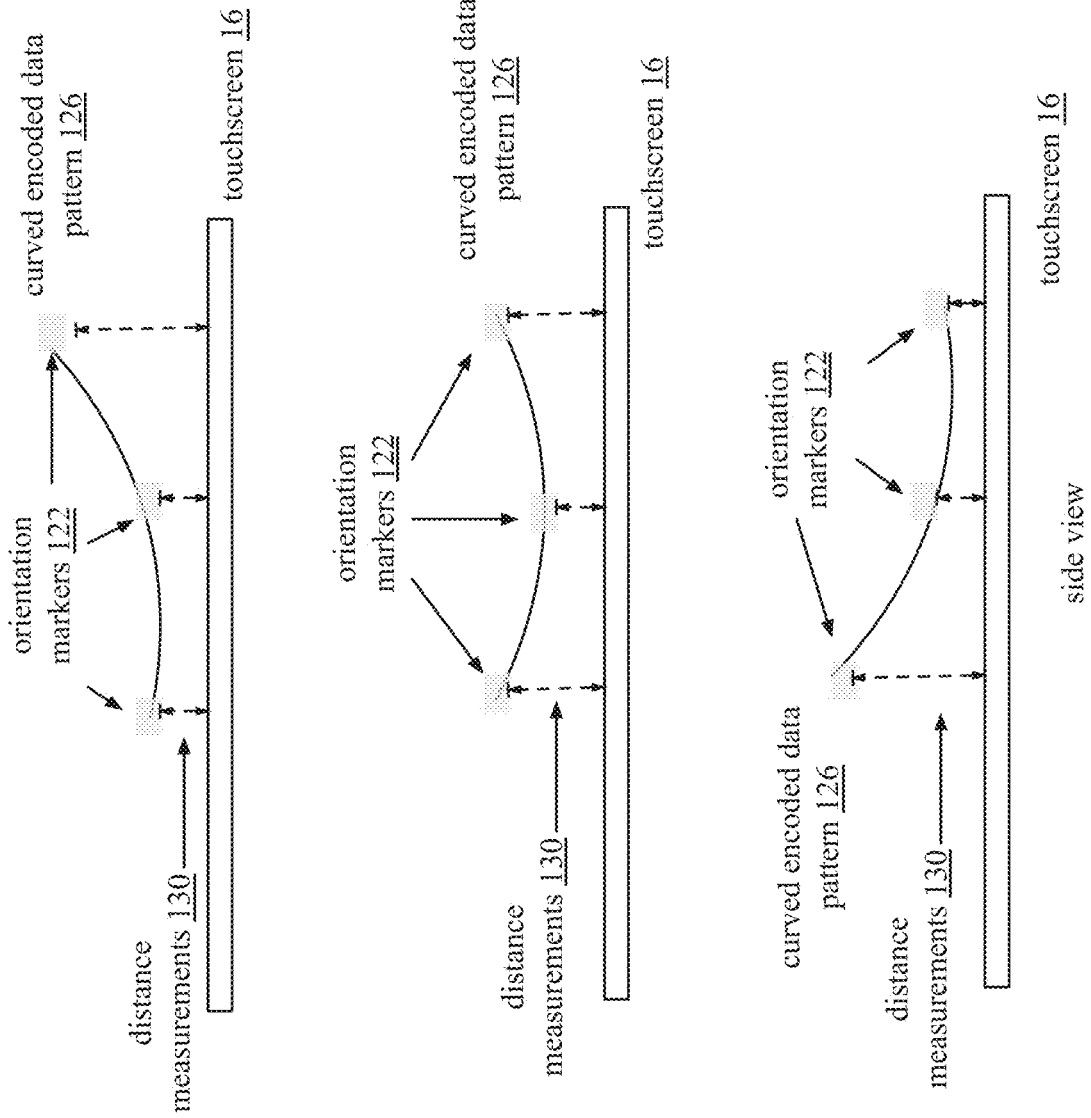 orientation
markers 122
curved encoded data
pattern 126
distance
measurements 130
touchscreen 16
orientation
markers 122
curved encoded data
pattern 126
distance
measurements 130
touchscreen 16
orientation
markers 122
curved encoded data
pattern 126
distance
measurements 130
touchscreen 16
side view